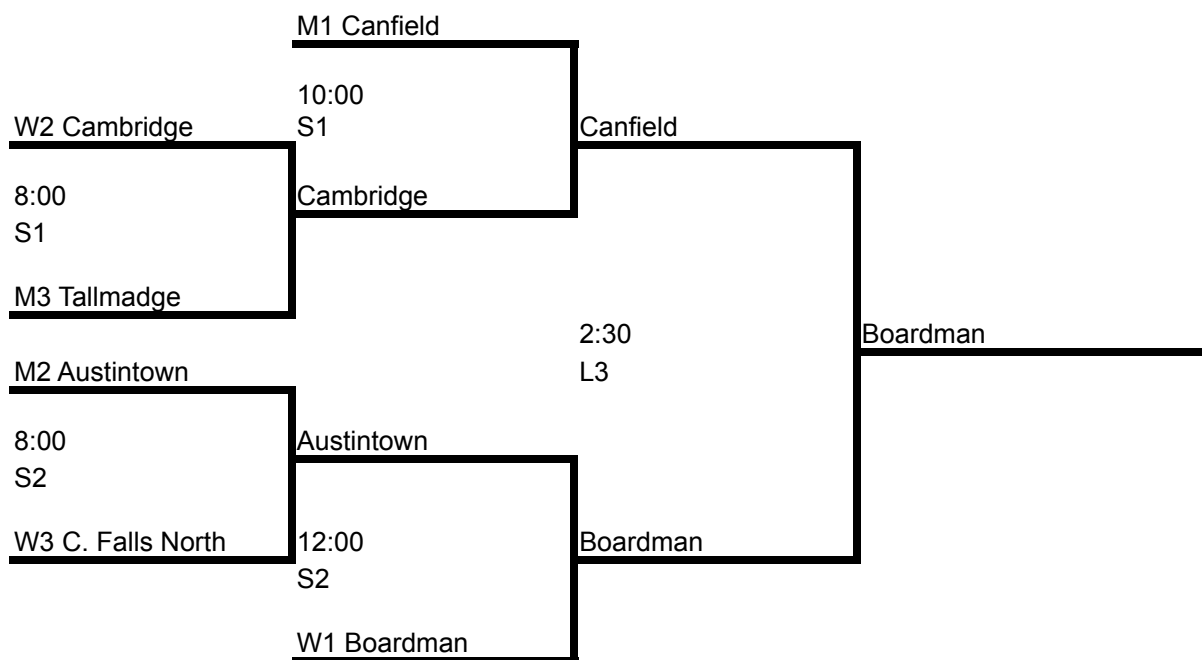 M1 Canfield
10:00
W2 Cambridge
S1
Canfield
8:00
Cambridge
S1
M3 Tallmadge
2:30
Boardman
M2 Austintown
L3
8:00
Austintown
S2
W3 C. Falls North
12:00
Boardman
S2
W1 Boardman